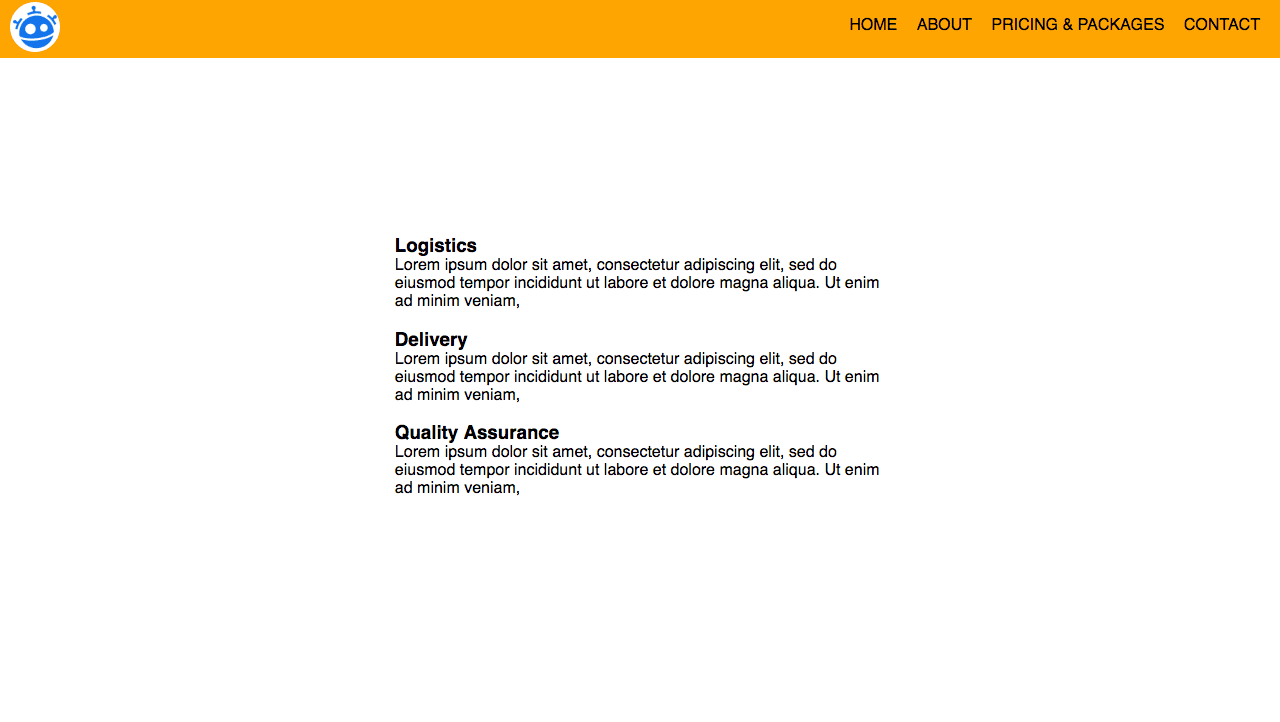 HOME ABOUT PRICING & PACKAGES CONTACT
Logistics
Lorem ipsum dolor sit amet, consectetur adipiscing elit, sed do
eiusmod tempor incididunt ut labore et dolore magna aliqua. Ut enim
ad minim veniam,
Delivery
Lorem ipsum dolor sit amet, consectetur adipiscing elit, sed do
eiusmod tempor incididunt ut labore et dolore magna aliqua. Ut enim
ad minim veniam,
Quality Assurance
Lorem ipsum dolor sit amet, consectetur adipiscing elit, sed do
eiusmod tempor incididunt ut labore et dolore magna aliqua. Ut enim
ad minim veniam,